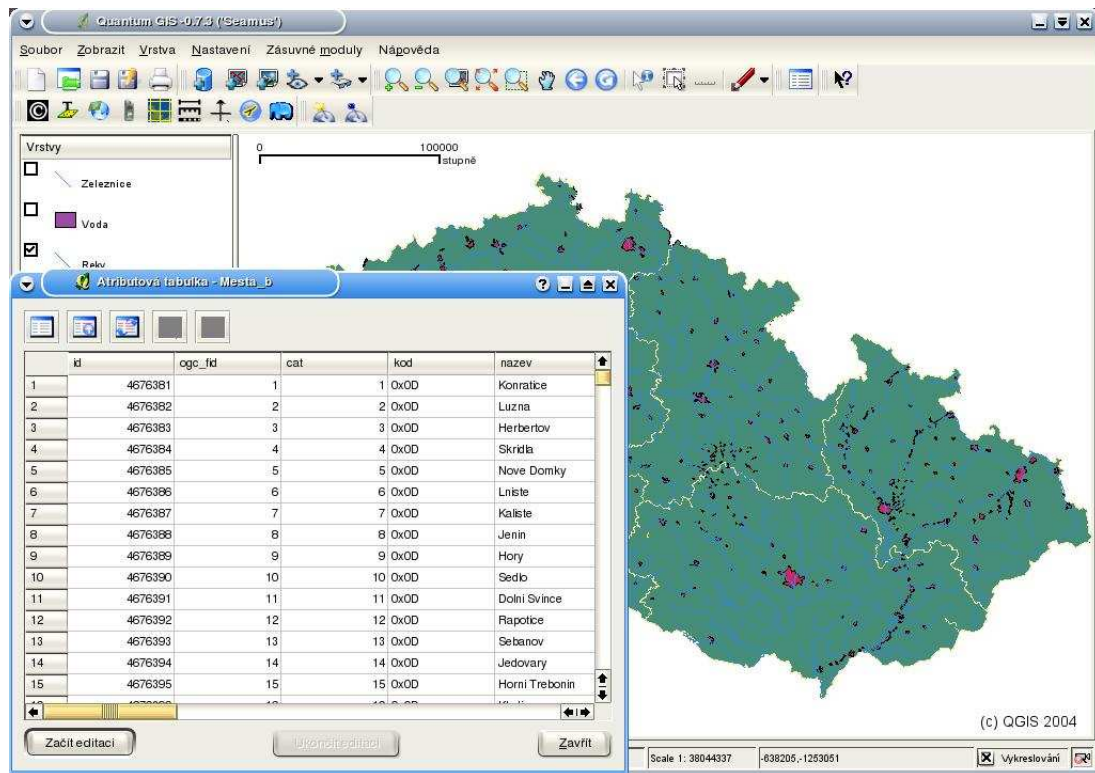 Quantum GIS -0.7.3 ('Seamus')
Soubor Zobrazit Vrstva Nastavení Zásuvné moduly Nápověda
Vrstvy
0 100000
stupně
Zeleznice
Voda
Reky
Atributová tabulka - Mesta_b
id ogc_fid cat kod nazev
1 4676381 1 1 0x0D Konratice
2 4676382 2 2 0x0D Luzna
3 4676383 3 3 0x0D Herbertov
4 4676384 4 4 0x0D Skridla
5 4676385 5 5 0x0D Nove Domky
6 4676386 6 6 0x0D Lniste
7 4676387 7 7 0x0D Kaliste
8 4676388 8 8 0x0D Jenin
9 4676389 9 9 0x0D Hory
10 4676390 10 10 0x0D Sedlo
11 4676391 11 11 0x0D Dolni Svince
12 4676392 12 12 0x0D Rapotice
13 4676393 13 13 0x0D Sebanov
14 4676394 14 14 0x0D Jedovary
15 4676395 15 15 0x0D Horni Trebonin
Začít editaci Ukončit editaci Zavřít
(c) QGIS 2004
Scale 1: 38044337 -638205,-1253051 Vykreslování